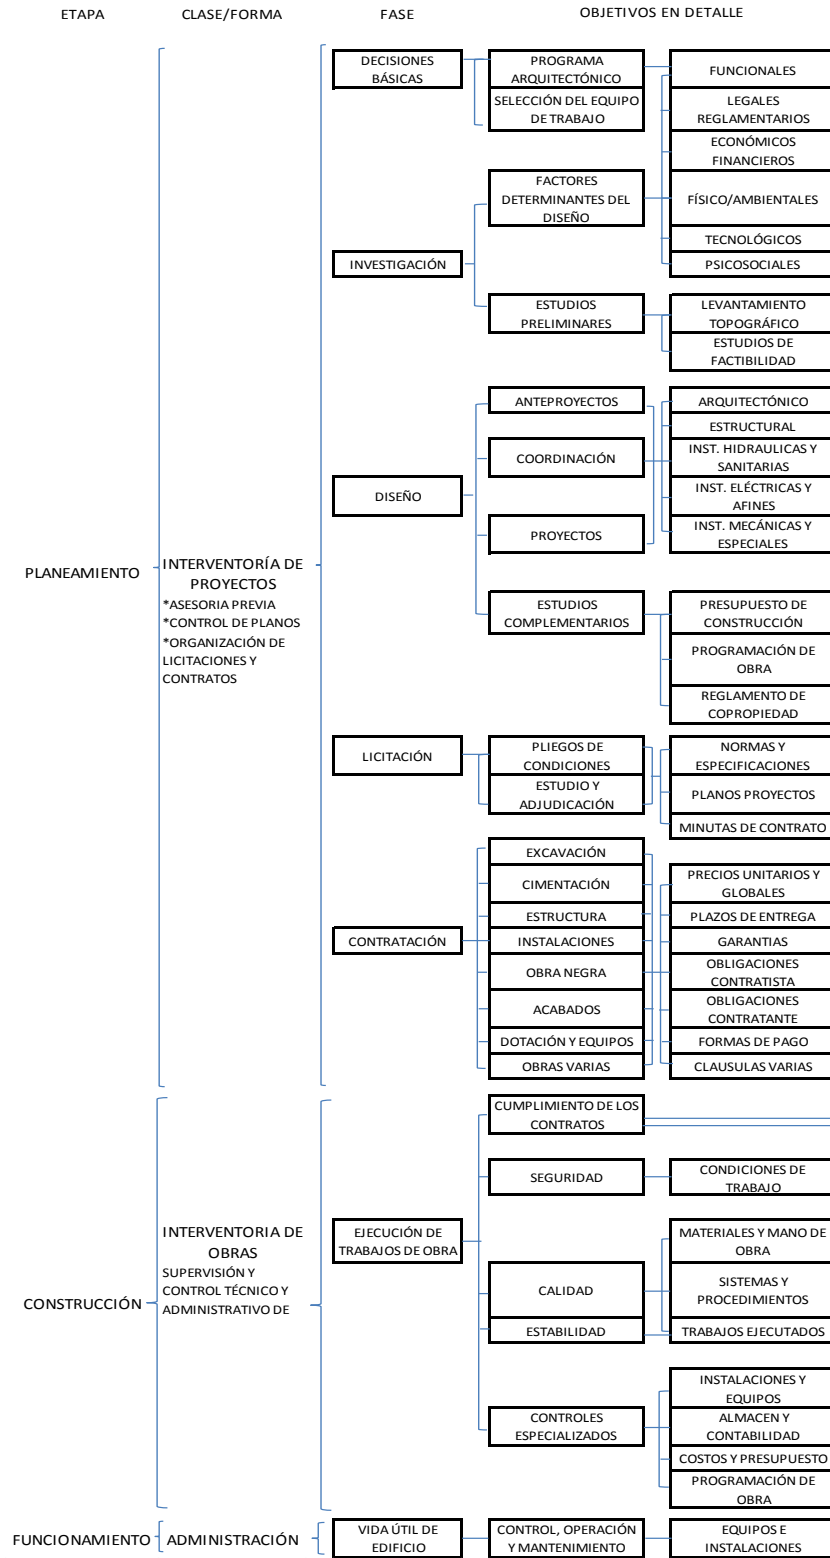 ETAPA
CLASE/FORMA
FASE
OBJETIVOS EN DETALLE
DECISIONES
BÁSICAS
PROGRAMA
ARQUITECTÓNICO
SELECCIÓN DEL EQUIPO
DE TRABAJO
FUNCIONALES
LEGALES
REGLAMENTARIOS
ECONÓMICOS
FINANCIEROS
FACTORES
DETERMINANTES DEL
DISEÑO
FÍSICO/AMBIENTALES
TECNOLÓGICOS
PSICOSOCIALES
INVESTIGACIÓN
ESTUDIOS
PRELIMINARES
LEVANTAMIENTO
TOPOGRÁFICO
ESTUDIOS DE
FACTIBILIDAD
DISEÑO
ANTEPROYECTOS
COORDINACIÓN
PROYECTOS
ARQUITECTÓNICO
ESTRUCTURAL
INST. HIDRAULICAS Y
SANITARIAS
INST. ELÉCTRICAS Y
AFINES
INST. MECÁNICAS Y
ESPECIALES
PLANEAMIENTO
INTERVENTORÍA DE
PROYECTOS
*ASESORIA PREVIA
*CONTROL DE PLANOS
*ORGANIZACIÓN DE
LICITACIONES Y
CONTRATOS
ESTUDIOS
COMPLEMENTARIOS
PRESUPUESTO DE
CONSTRUCCIÓN
PROGRAMACIÓN DE
OBRA
REGLAMENTO DE
COPROPIEDAD
LICITACIÓN
PLIEGOS DE
CONDICIONES
ESTUDIO Y
ADJUDICACIÓN
NORMAS Y
ESPECIFICACIONES
PLANOS PROYECTOS
MINUTAS DE CONTRATO
CONTRATACIÓN
EXCAVACIÓN
CIMENTACIÓN
ESTRUCTURA
INSTALACIONES
OBRA NEGRA
ACABADOS
DOTACIÓN Y EQUIPOS
OBRAS VARIAS
PRECIOS UNITARIOS Y
GLOBALES
PLAZOS DE ENTREGA
GARANTIAS
OBLIGACIONES
CONTRATISTA
OBLIGACIONES
CONTRATANTE
FORMAS DE PAGO
CLAUSULAS VARIAS
CONSTRUCCIÓN
INTERVENTORIA DE
OBRAS
SUPERVISIÓN Y
CONTROL TÉCNICO Y
ADMINISTRATIVO DE
EJECUCIÓN DE
TRABAJOS DE OBRA
CUMPLIMIENTO DE LOS
CONTRATOS
SEGURIDAD
CONDICIONES DE
TRABAJO
CALIDAD
ESTABILIDAD
MATERIALES Y MANO DE
OBRA
SISTEMAS Y
PROCEDIMIENTOS
TRABAJOS EJECUTADOS
CONTROLES
ESPECIALIZADOS
INSTALACIONES Y
EQUIPOS
ALMACEN Y
CONTABILIDAD
COSTOS Y PRESUPUESTO
PROGRAMACIÓN DE
OBRA
FUNCIONAMIENTO
ADMINISTRACIÓN
VIDA ÚTIL DE
EDIFICIO
CONTROL, OPERACIÓN
Y MANTENIMIENTO
EQUIPOS E
INSTALACIONES